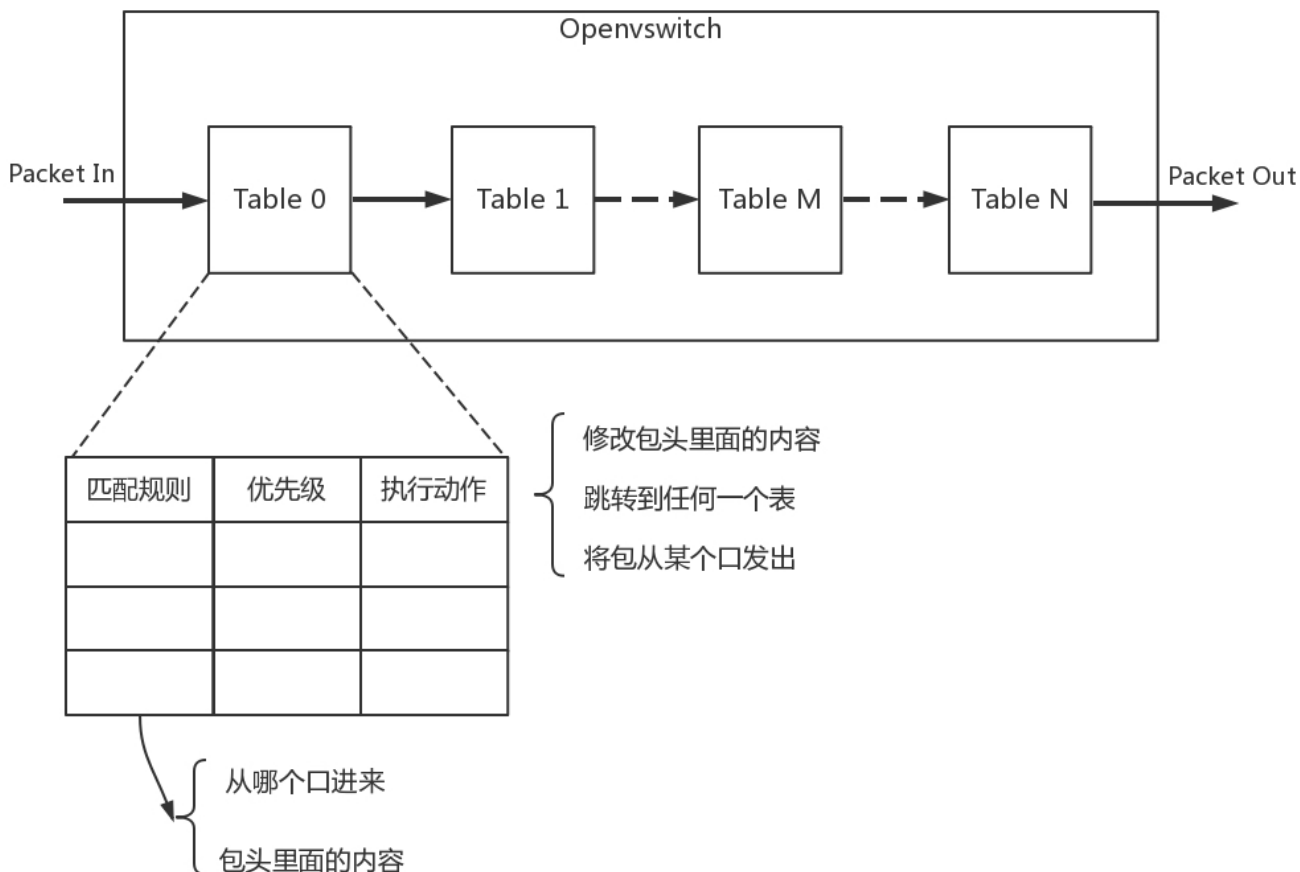 Openvswitch
Packet In
Table 0
Table 1
Table M
Table N
Packet Out
匹配规则 优先级 执行动作
修改包头里面的内容
跳转到任何一个表
将包从某个口发出
从哪个口进来
包头里面的内容